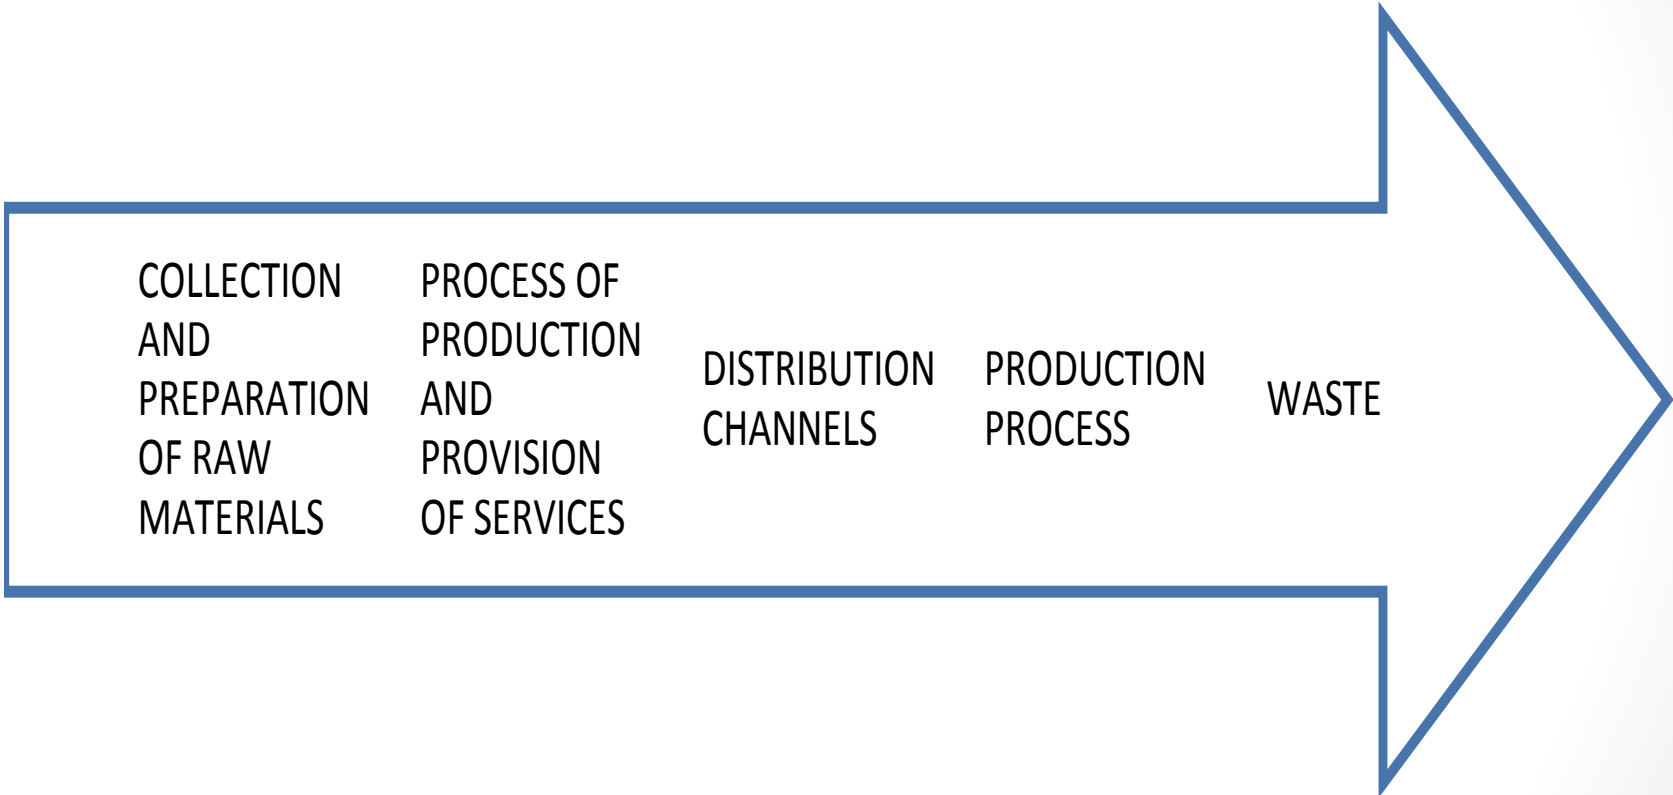 COLLECTION
AND
PREPARATION
OF RAW
MATERIALS
PROCESS OF
PRODUCTION
AND
PROVISION
OF SERVICES
DISTRIBUTION
CHANNELS
PRODUCTION
PROCESS
WASTE